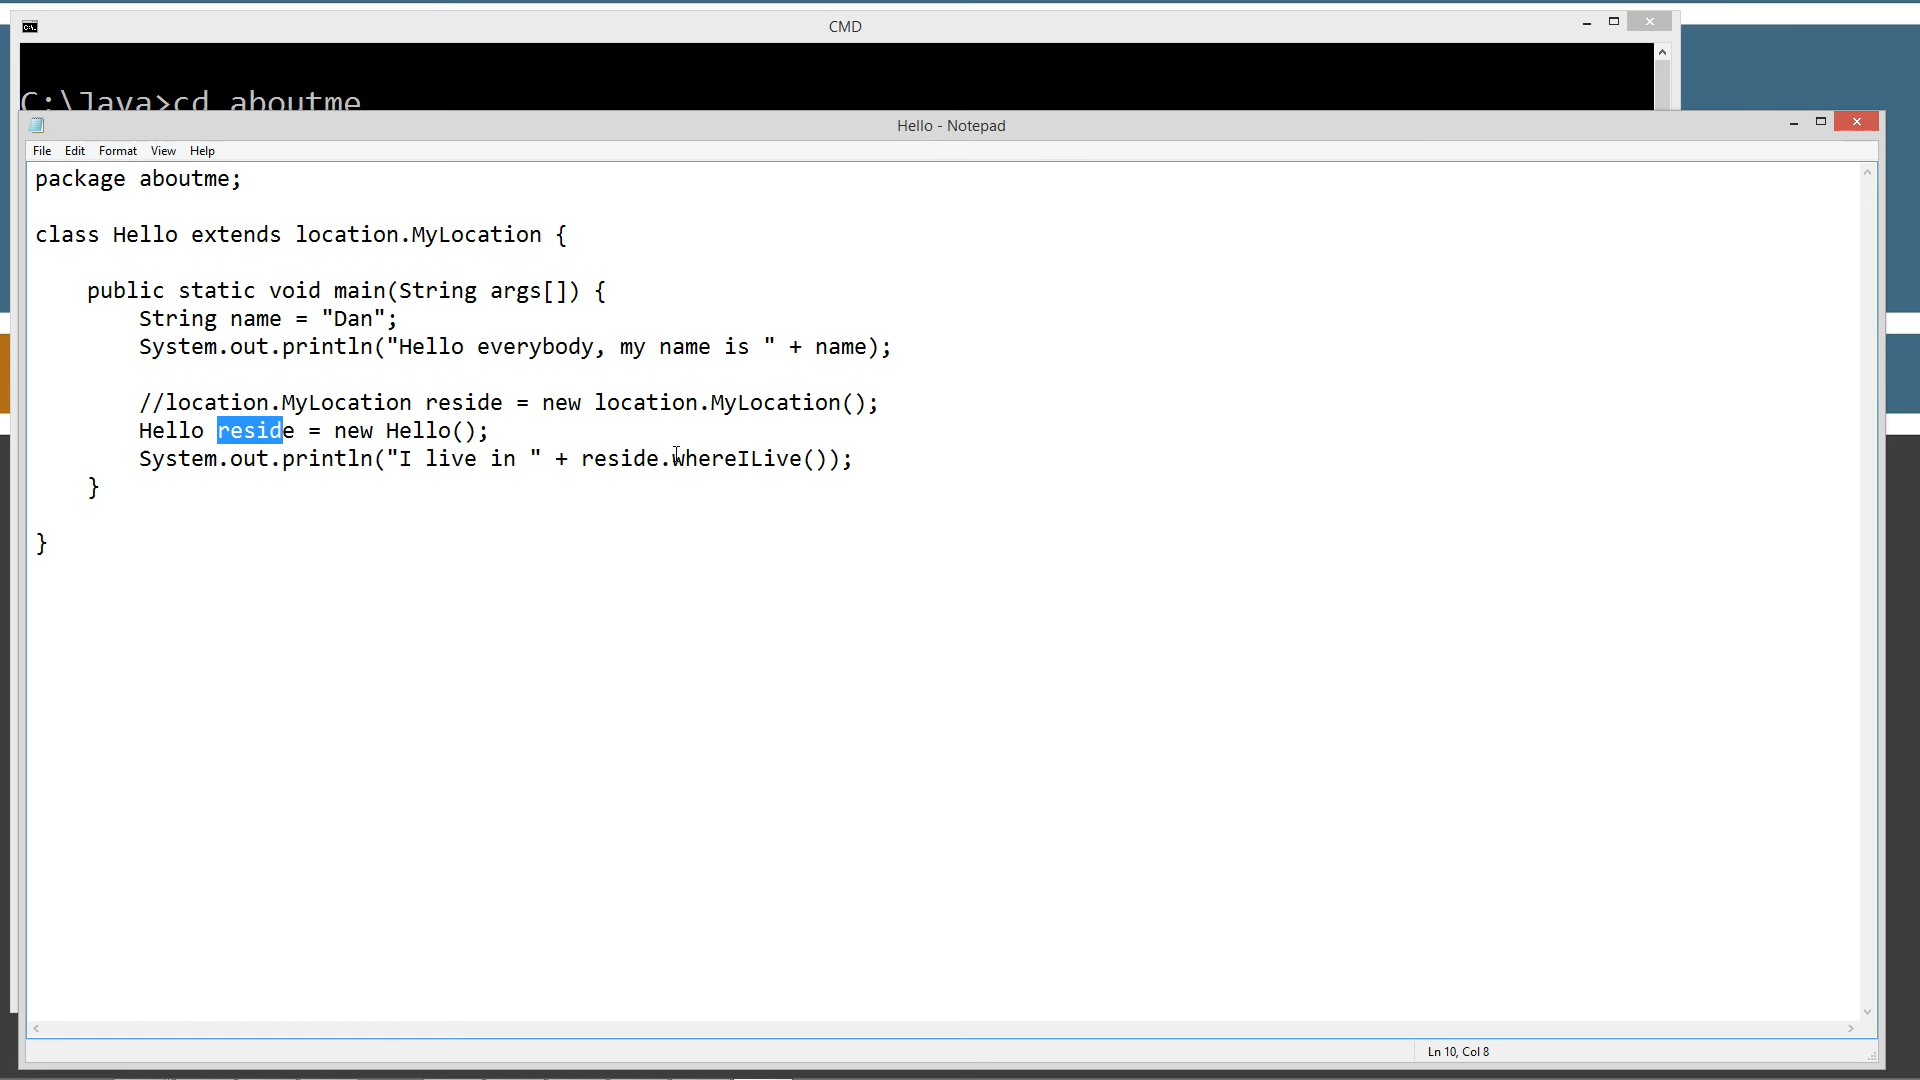 CMD
C:\Java>cd aboutme
Hello - Notepad
File Edit Format View Help
package aboutme;
class Hello extends location.MyLocation {
public static void main(String args[]) {
String name = "Dan";
System.out.println("Hello everybody, my name is " + name);
//location.MyLocation reside = new location.MyLocation();
Hello reside = new Hello();
System.out.println("I live in " + reside.whereILive());
}
}
Ln 10, Col 8